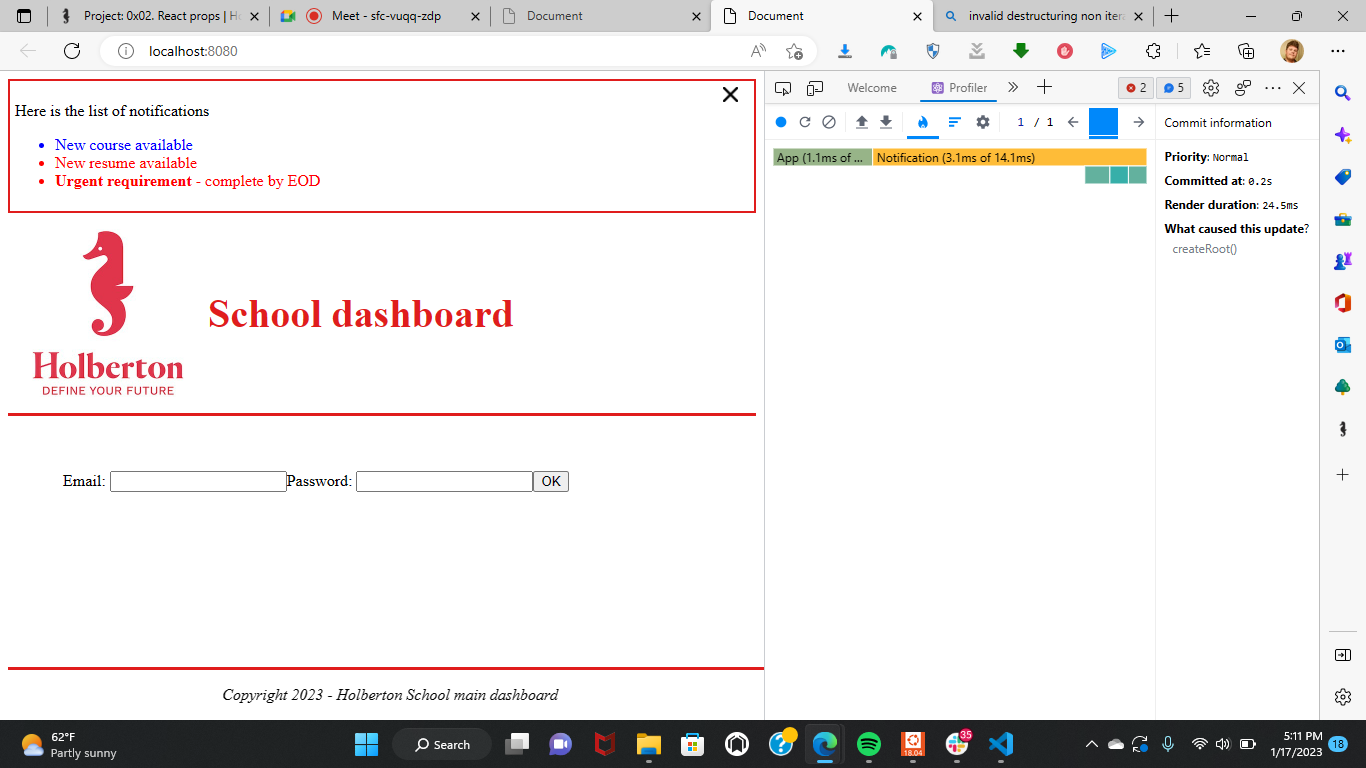 Project: 0x02. React props | Ho
Meet - sfc-vuqq-zdp
Document
Document
invalid destructuring non itera
localhost:8080
Here is the list of notifications
New course available
New resume available
Urgent requirement - complete by EOD
Holberton
DEFINE YOUR FUTURE
School dashboard
Email:
Password:
OK
Copyright 2023 - Holberton School main dashboard
Welcome
Profiler
2
5
1 / 1
Commit information
App (1.1ms of ...
Notification (3.1ms of 14.1ms)
Priority: Normal
Committed at: 0.2s
Render duration: 24.5ms
What caused this update?
createRoot()
62°F
Partly sunny
Search
18.04
35
5:11 PM
1/17/2023
18